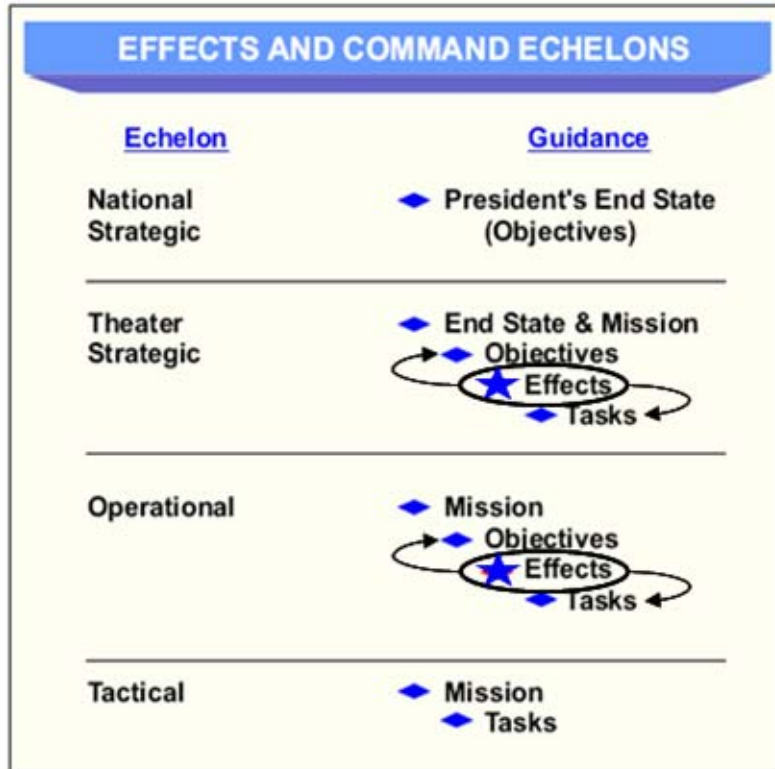 EFFECTS AND COMMAND ECHELONS
Echelon Guidance
National Strategic
President's End State
(Objectives)
Theater Strategic
End State & Mission
Objectives
Effects
Tasks
Operational
Mission
Objectives
Effects
Tasks
Tactical
Mission
Tasks